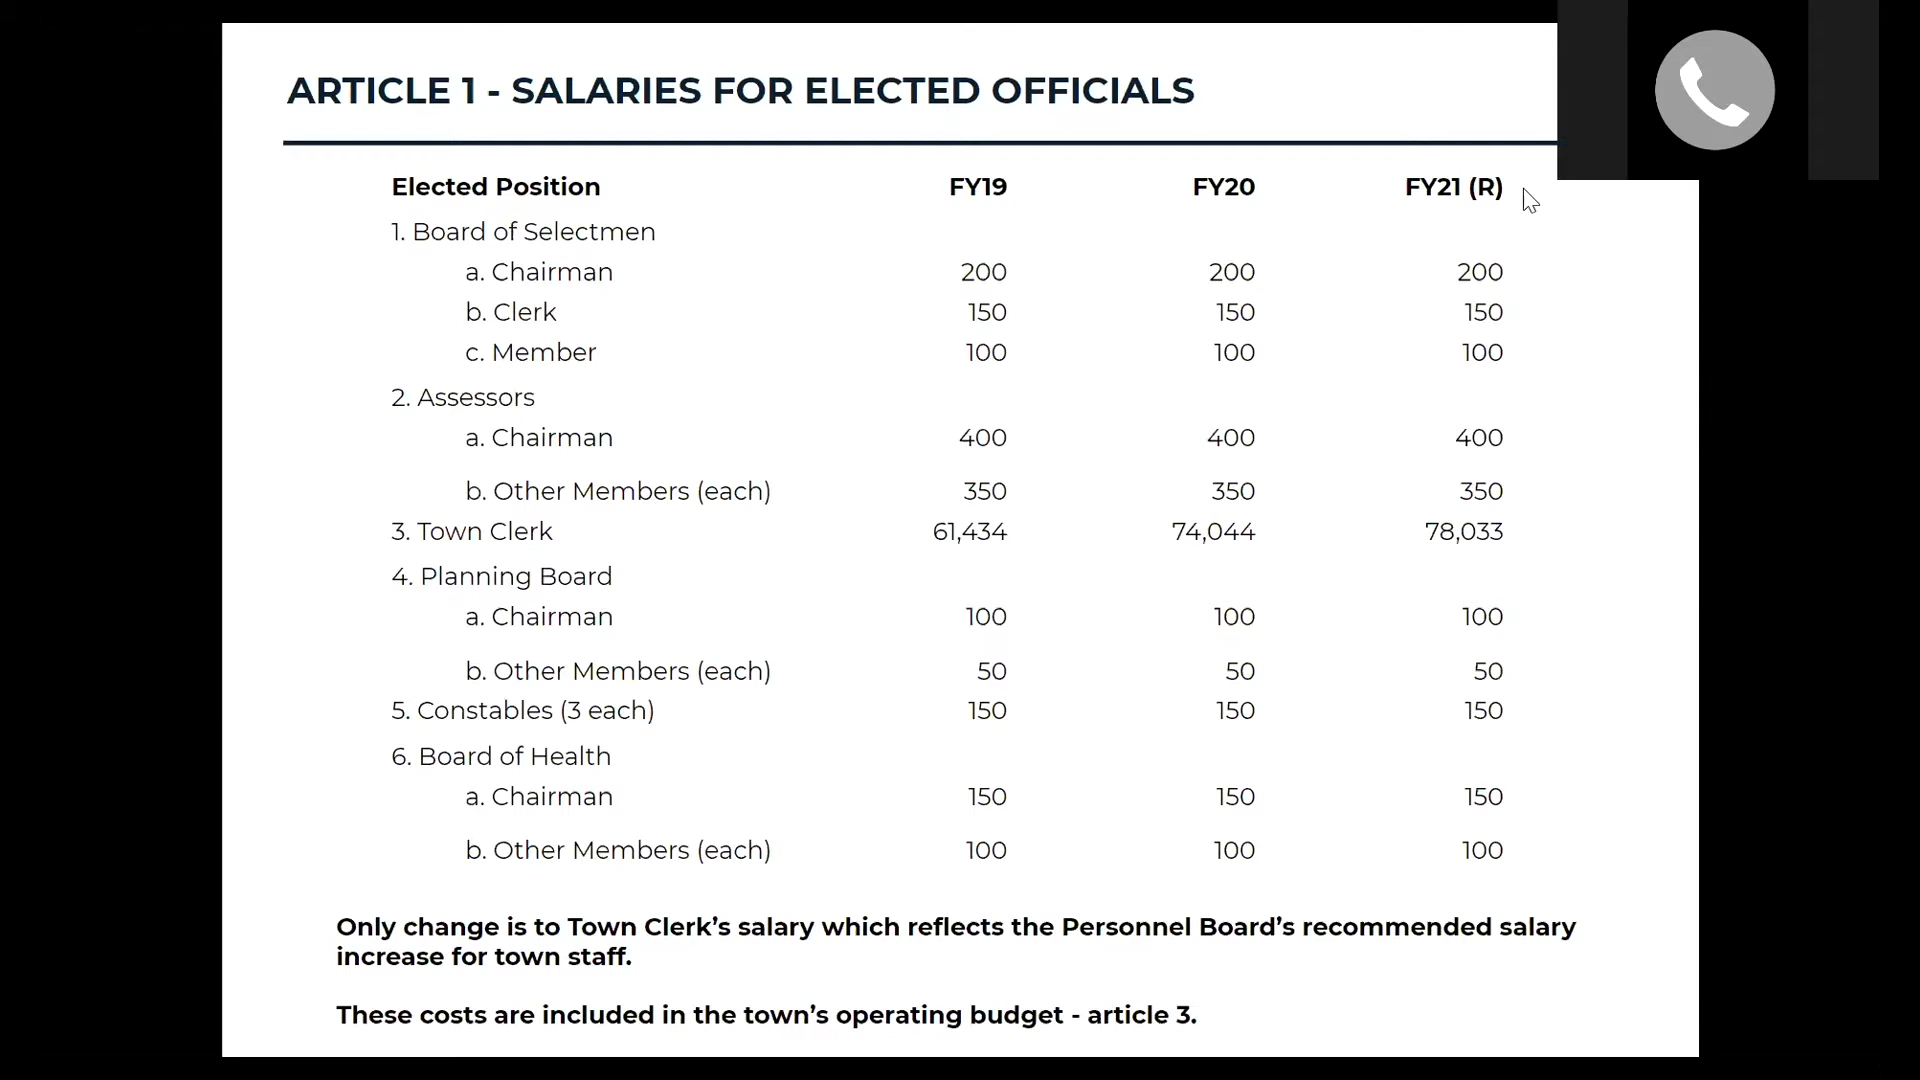 ARTICLE 1 - SALARIES FOR ELECTED OFFICIALS
Elected Position FY19 FY20 FY21 (R)
1. Board of Selectmen
a. Chairman 200 200 200
b. Clerk 150 150 150
c. Member 100 100 100
2. Assessors
a. Chairman 400 400 400
b. Other Members (each) 350 350 350
3. Town Clerk 61,434 74,044 78,033
4. Planning Board
a. Chairman 100 100 100
b. Other Members (each) 50 50 50
5. Constables (3 each) 150 150 150
6. Board of Health
a. Chairman 150 150 150
b. Other Members (each) 100 100 100
Only change is to Town Clerk’s salary which reflects the Personnel Board’s recommended salary
increase for town staff.
These costs are included in the town’s operating budget - article 3.